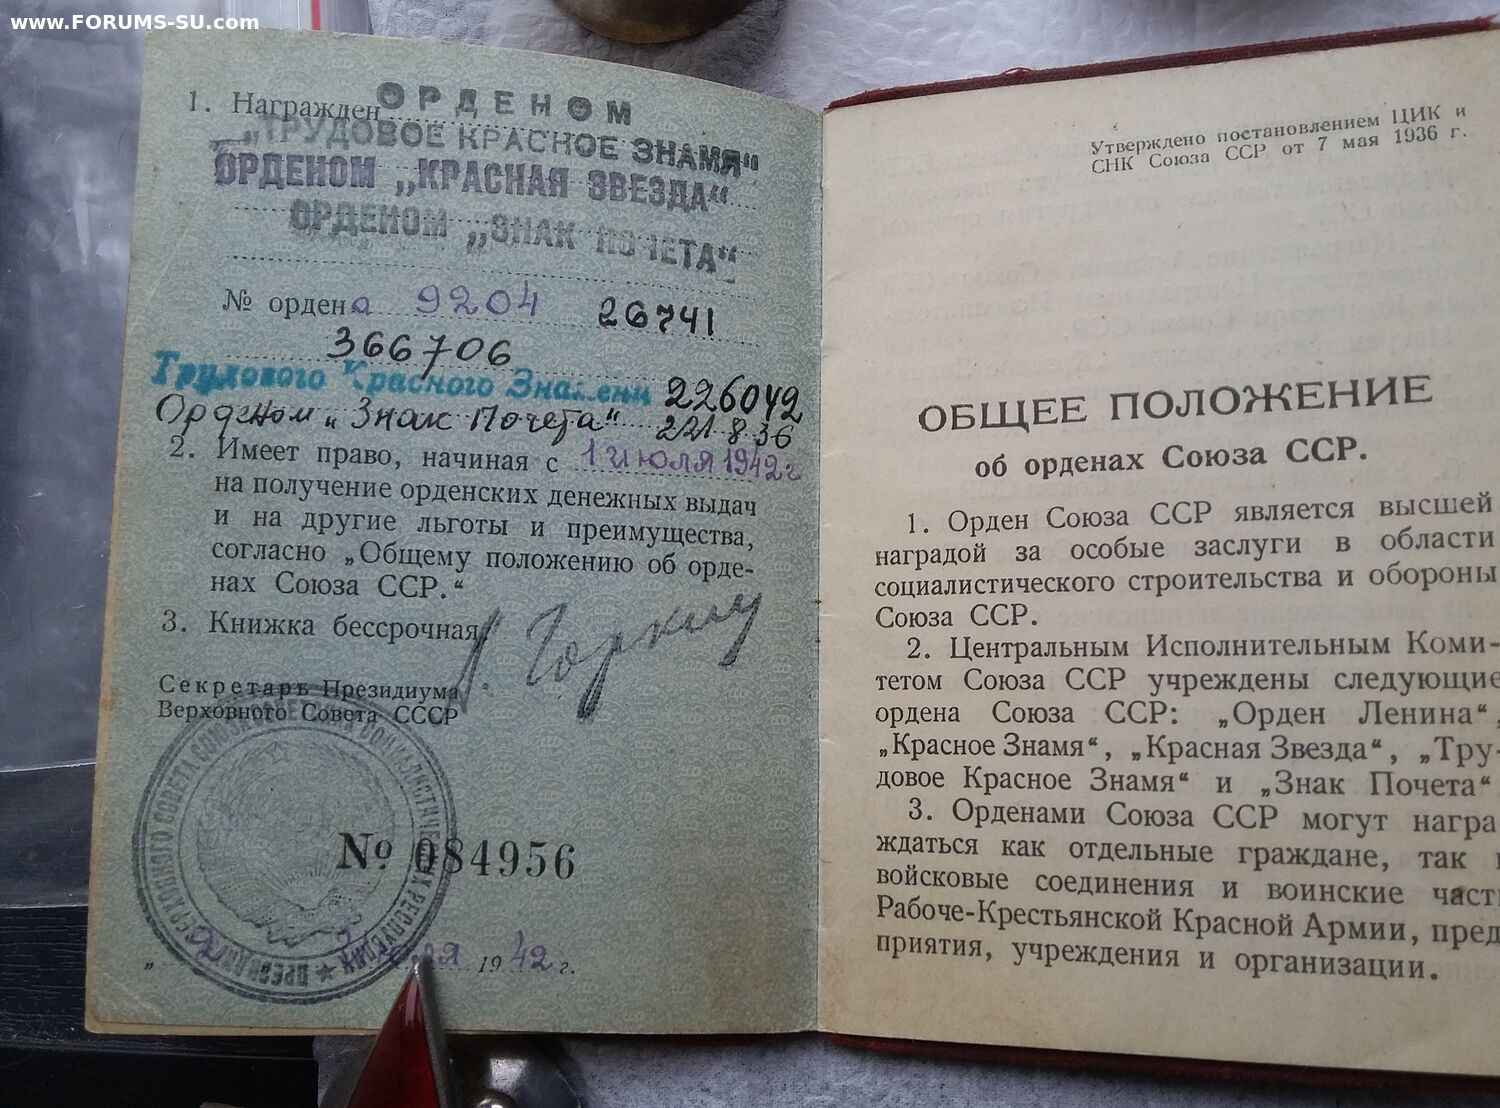 www.FORUMS-SU.com
1. Награжден ОРДЕНОМ
„ТРУДОВОЕ КРАСНОЕ ЗНАМЯ“
ОРДЕНОМ „КРАСНАЯ ЗВЕЗДА“
ОРДЕНОМ „ЗНАК ПОЧЕТА“
№ ордена 9204 26741
366706
Трудового Красного Знамени 226042
Орденом „Знак Почета“ 221836
2. Имеет право, начиная с 1 июля 1942 г
на получение орденских денежных выдач
и на другие льготы и преимущества,
согласно „Общему положению об орде-
нах Союза ССР.“
3. Книжка бессрочная
Горкин
Секретарь Президиума
Верховного Совета СССР
№ 084956
1942 г.
Утверждено постановлением ЦИК и
СНК Союза ССР от 7 мая 1936 г.
ОБЩЕЕ ПОЛОЖЕНИЕ
об орденах Союза ССР.
1. Орден Союза ССР является высшей
наградой за особые заслуги в области
социалистического строительства и обороны
Союза ССР.
2. Центральным Исполнительным Коми-
тетом Союза ССР учреждены следующие
ордена Союза ССР: „Орден Ленина“,
„Красное Знамя“, „Красная Звезда“, „Тру-
довое Красное Знамя“ и „Знак Почета“
3. Орденами Союза ССР могут награ
ждаться как отдельные граждане, так
войсковые соединения и воинские част
Рабоче-Крестьянской Красной Армии, пред
приятия, учреждения и организации.